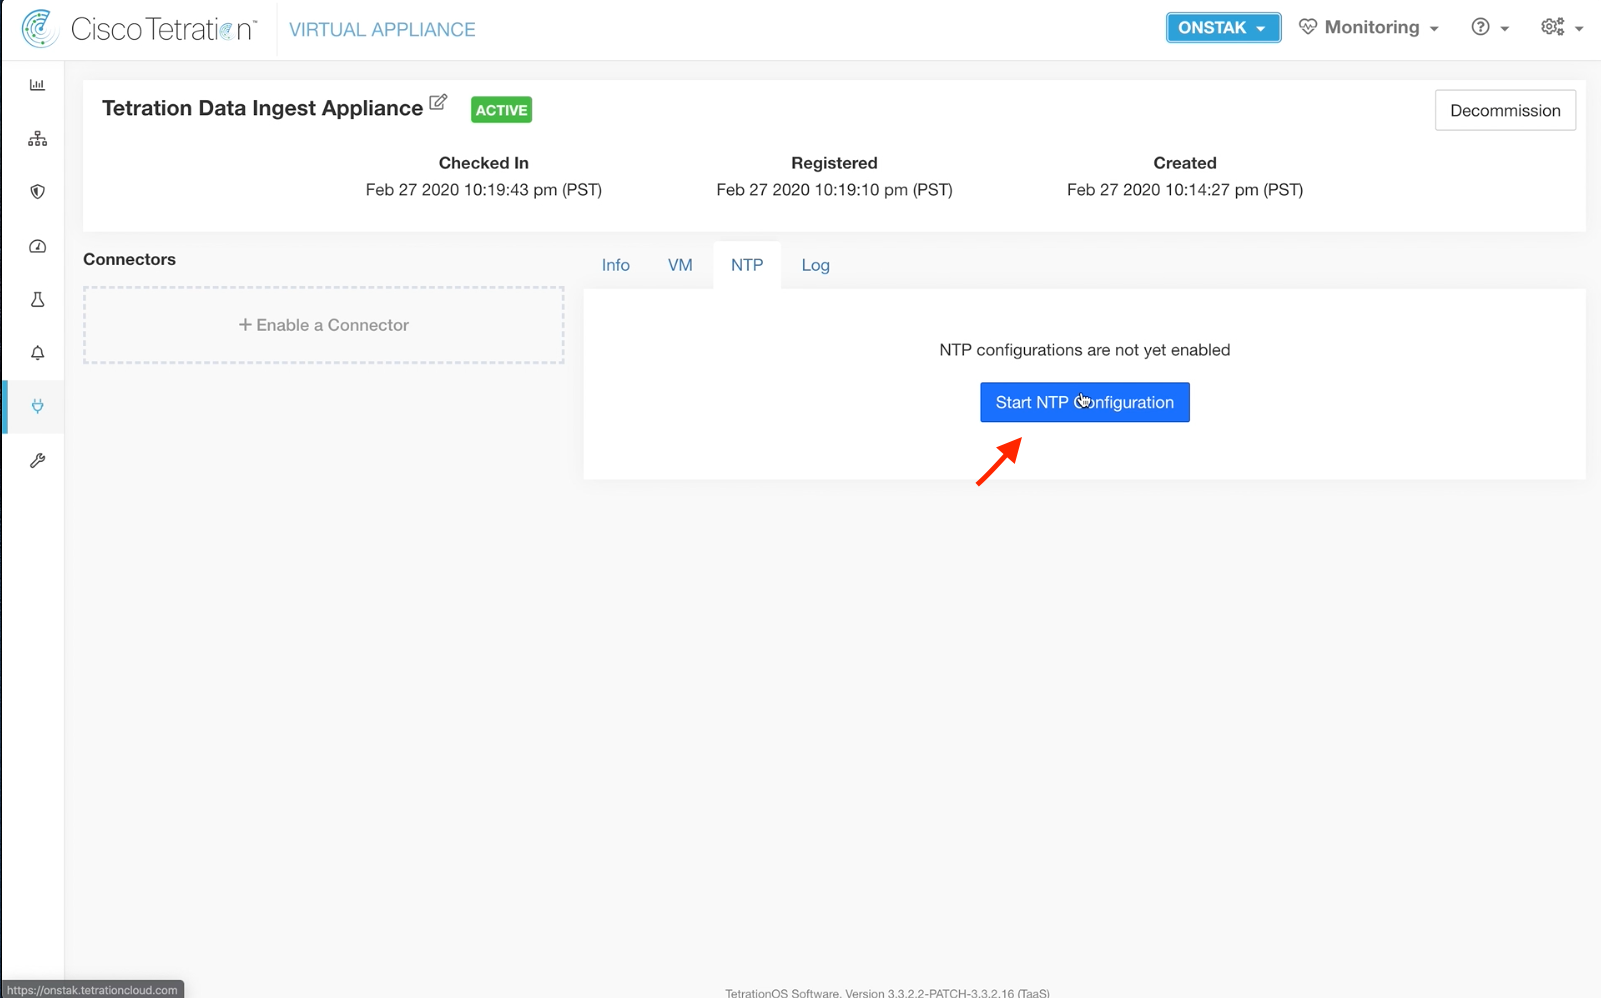 Cisco Tetration™
VIRTUAL APPLIANCE
ONSTAK
Monitoring
Tetration Data Ingest Appliance
ACTIVE
Decommission
Checked In
Registered
Created
Feb 27 2020 10:19:43 pm (PST)
Feb 27 2020 10:19:10 pm (PST)
Feb 27 2020 10:14:27 pm (PST)
Connectors
Info
VM
NTP
Log
+ Enable a Connector
NTP configurations are not yet enabled
Start NTP Configuration
https://onstak.tetrationcloud.com
TetrationOS Software, Version 3.3.2.2-PATCH-3.3.2.16 (TaaS)